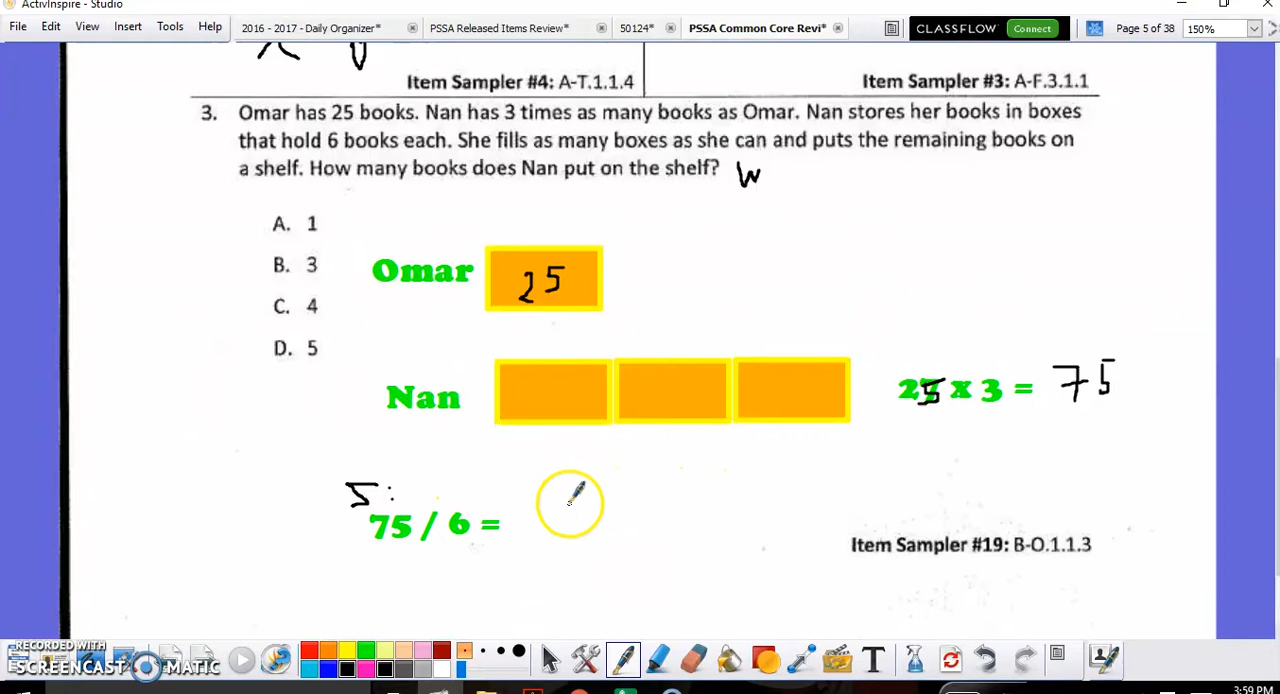 ActivInspire - Studio
File Edit View Insert Tools Help 2016 - 2017 - Daily Organizer* PSSA Released Items Review* 50124* PSSA Common Core Revi* CLASSFLOW Connect Page 5 of 38 150%
Item Sampler #4: A-T.1.1.4 Item Sampler #3: A-F.3.1.1
3. Omar has 25 books. Nan has 3 times as many books as Omar. Nan stores her books in boxes
that hold 6 books each. She fills as many boxes as she can and puts the remaining books on
a shelf. How many books does Nan put on the shelf? W
A. 1
B. 3
Omar 25
C. 4
D. 5
Nan 25 x 3 = 75
5
75 / 6 =
Item Sampler #19: B-O.1.1.3
RECORDED WITH
SCREENCAST MATIC
T
3:59 PM